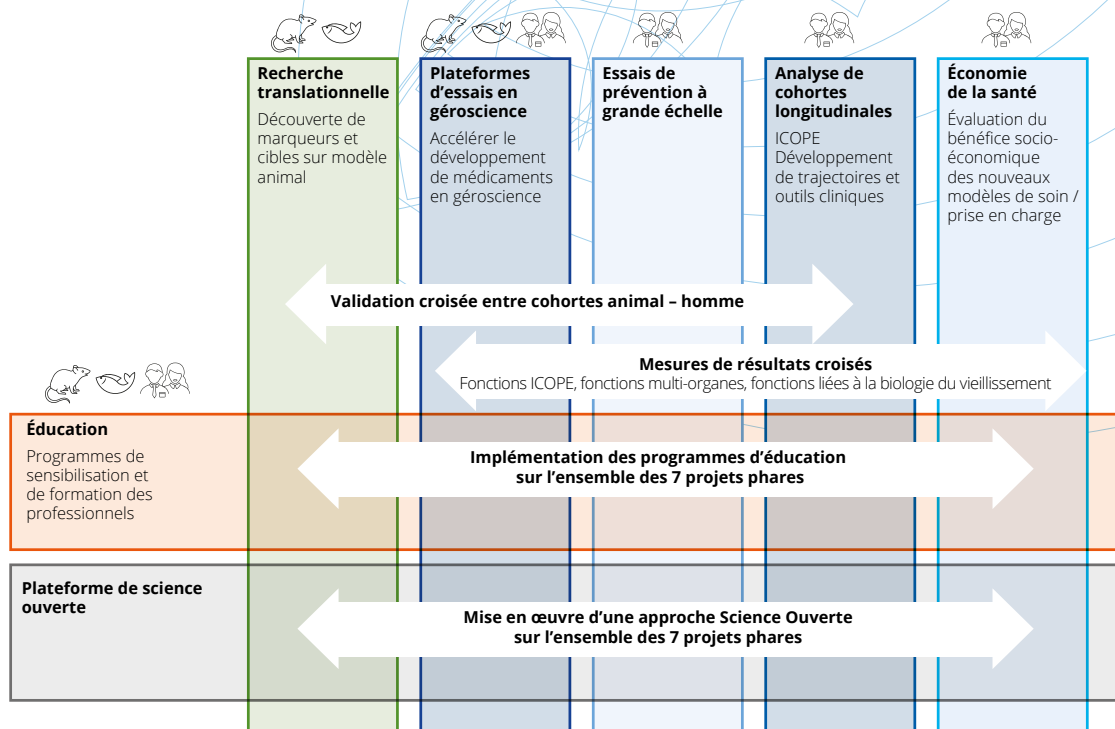 Recherche
translationnelle
Découverte de
marqueurs et
cibles sur modèle
animal
Plateformes
d'essais en
géroscience
Accélérer le
développement
de médicaments
en géroscience
Essais de
prévention à
grande échelle
Analyse de
cohortes
longitudinales
ICOPE
Développement
de trajectoires et
outils cliniques
Économie
de la santé
Évaluation du
bénéfice socio-
économique
des nouveaux
modèles de soin /
prise en charge
Validation croisée entre cohortes animal – homme
Mesures de résultats croisés
Fonctions ICOPE, fonctions multi-organes, fonctions liées à la biologie du vieillissement
Éducation
Programmes de
sensibilisation et
de formation des
professionnels
Implémentation des programmes d'éducation
sur l'ensemble des 7 projets phares
Plateforme de science
ouverte
Mise en œuvre d'une approche Science Ouverte
sur l'ensemble des 7 projets phares